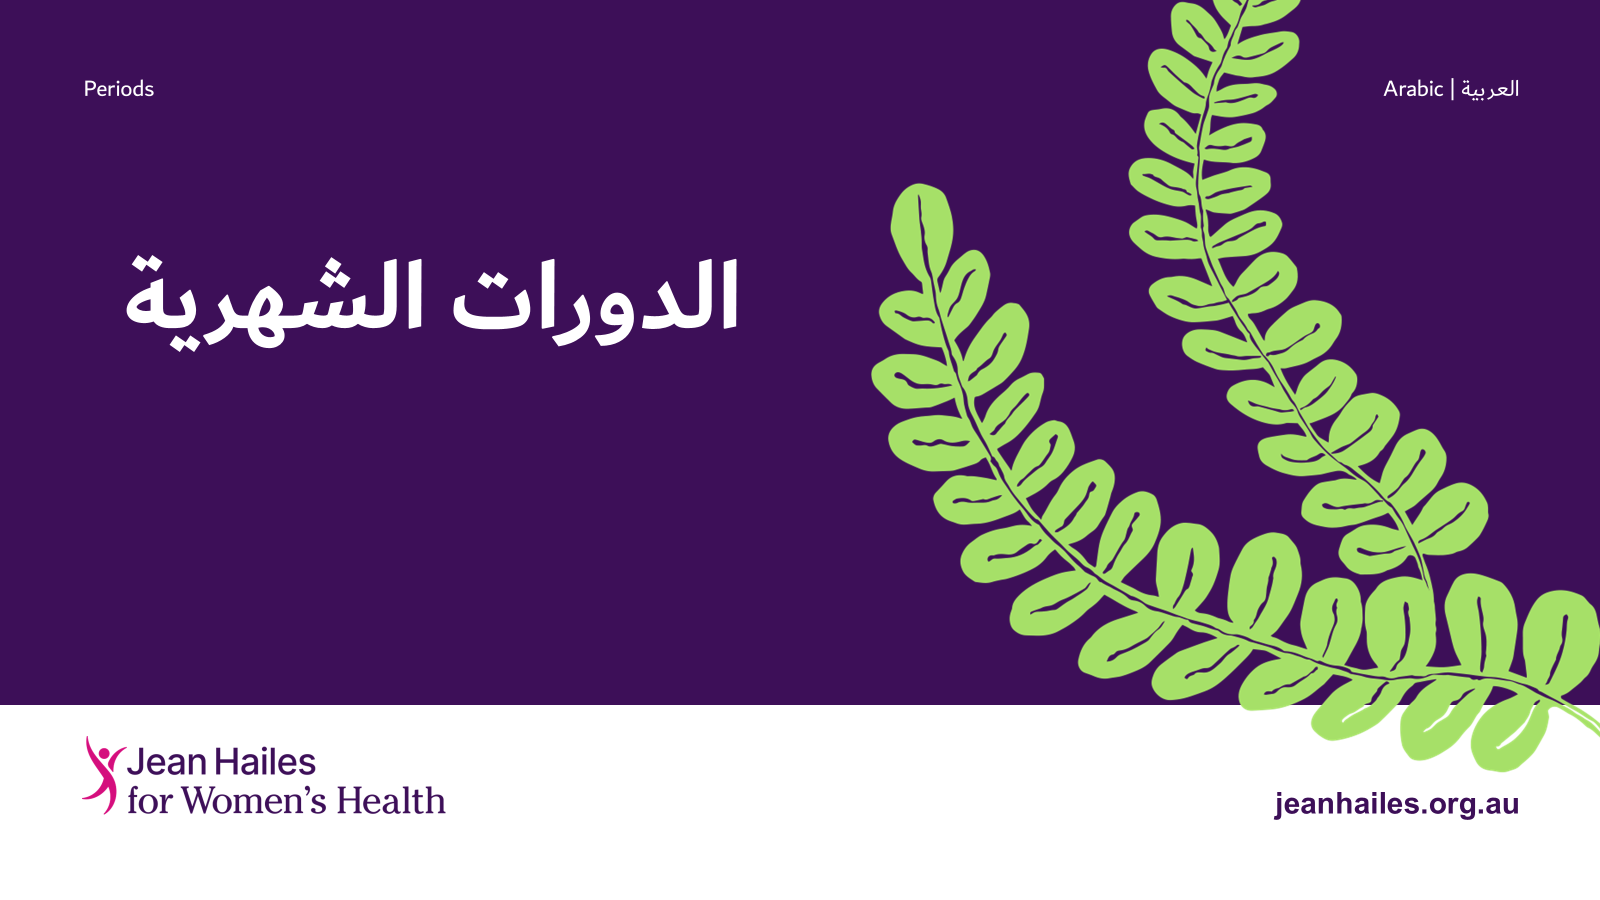 Periods
Arabic | العربية
الدورات الشهرية
Jean Hailes
for Women's Health
jeanhailes.org.au